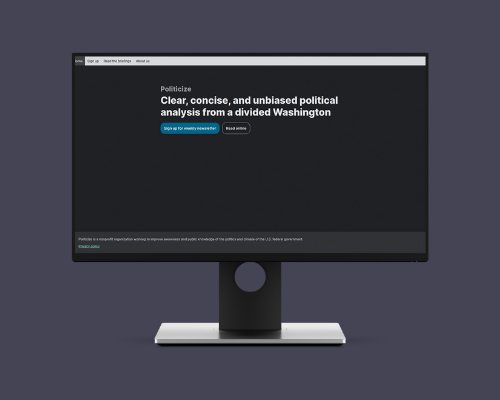 Home Sign up Read the briefings About us
Politicize
Clear, concise, and unbiased political
analysis from a divided Washington
Sign up for weekly newsletter Read online
Politicize is a nonprofit organization working to improve awareness and public knowledge of the politics and choices of the U.S. federal government.
Privacy policy